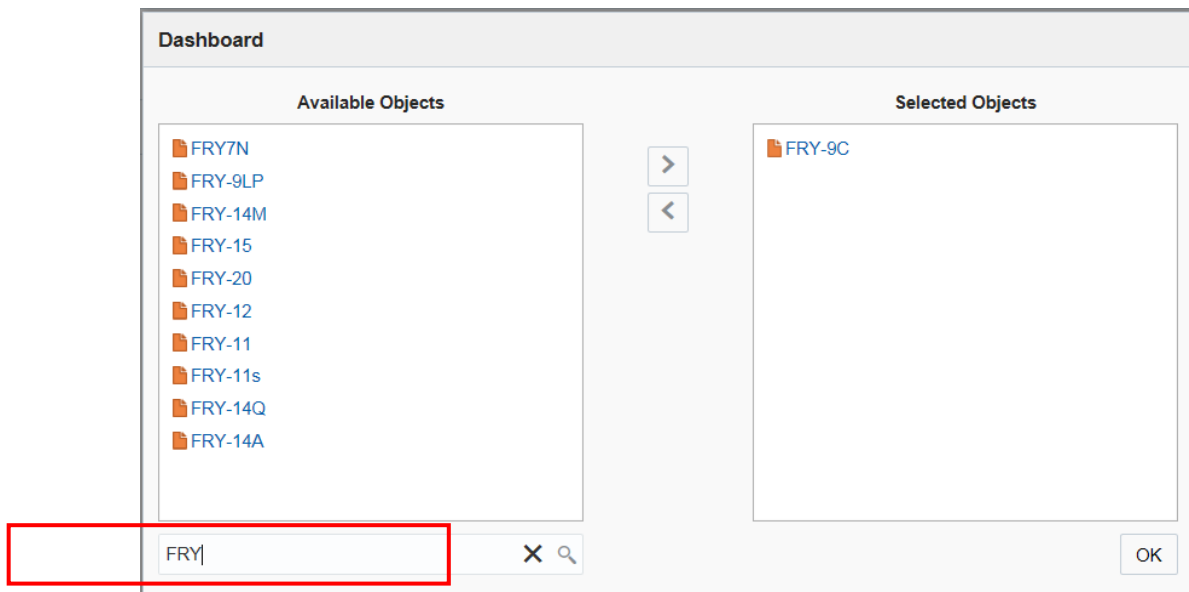 Dashboard
Available Objects
FRY7N
FRY-9LP
FRY-14M
FRY-15
FRY-20
FRY-12
FRY-11
FRY-11s
FRY-14Q
FRY-14A
FRY
Selected Objects
FRY-9C
OK